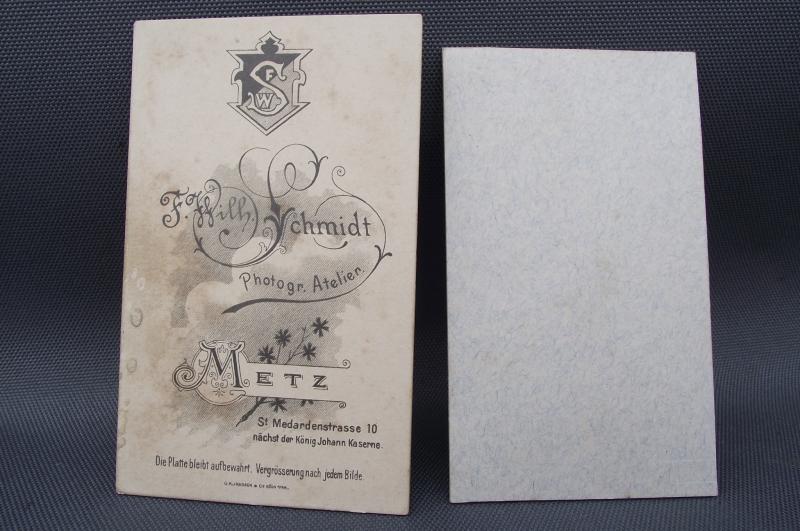 F W S
F. Wilh. Schmidt
Photogr. Atelier.
METZ
St Medardenstrasse 10
nächst der König Johann Kaserne.
Die Platte bleibt aufbewahrt. Vergrösserung nach jedem Bilde.